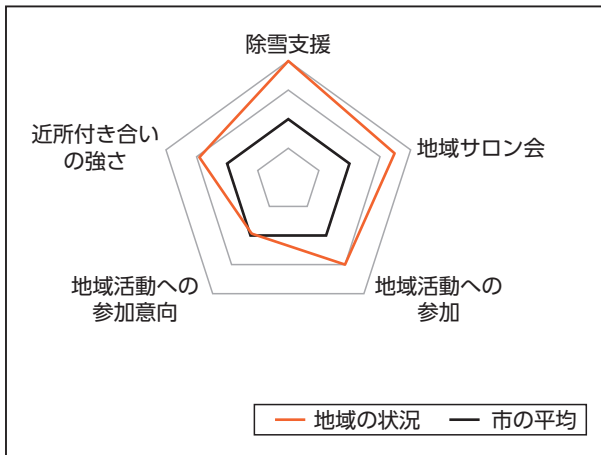 除雪支援
近所付き合い
の強さ
地域サロン会
地域活動への
参加意向
地域活動への
参加
地域の状況
市の平均